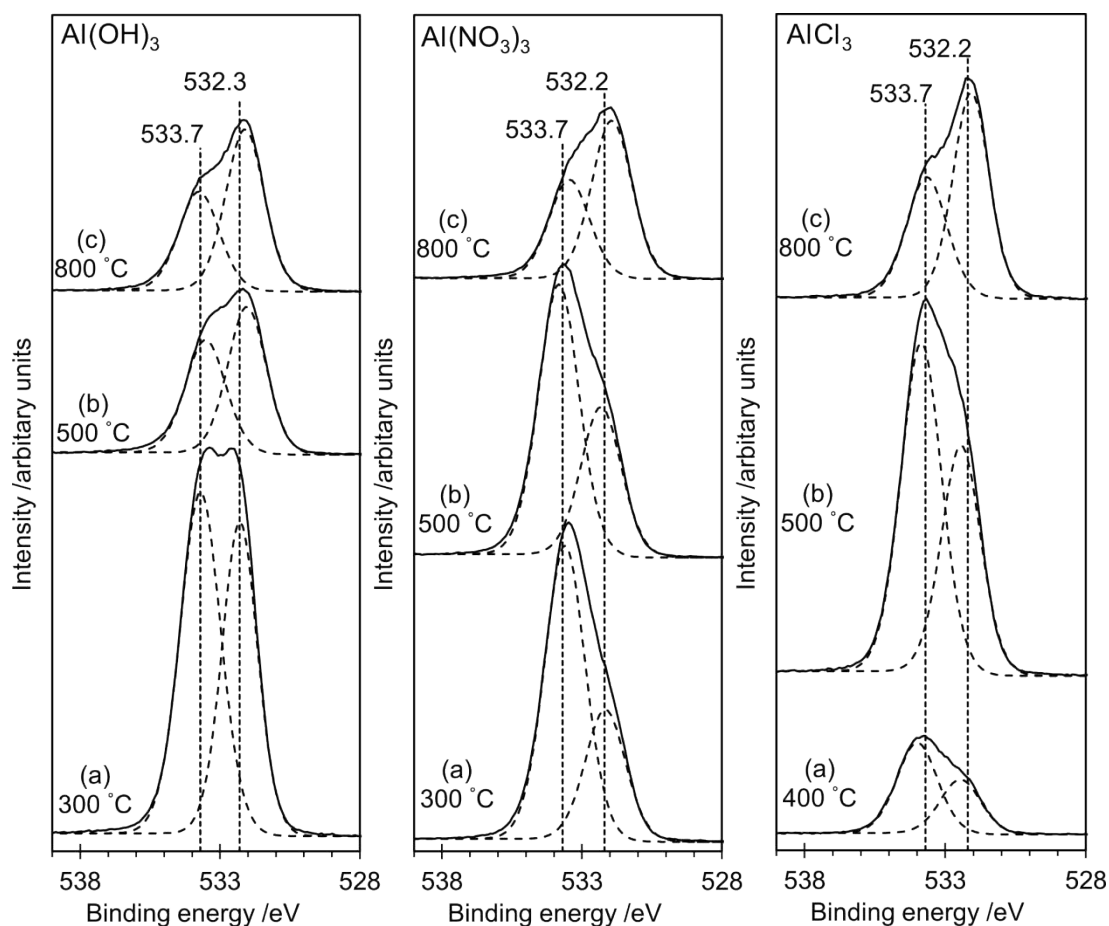 Al(OH)3
532.3
533.7
(c)
800 °C
(b)
500 °C
(a)
300 °C
538
533
528
Binding energy /eV
Intensity /arbitary units
Al(NO3)3
532.2
533.7
(c)
800 °C
(b)
500 °C
(a)
300 °C
538
533
528
Binding energy /eV
Intensity /arbitary units
AlCl3
532.2
533.7
(c)
800 °C
(b)
500 °C
(a)
400 °C
538
533
528
Binding energy /eV
Intensity /arbitary units